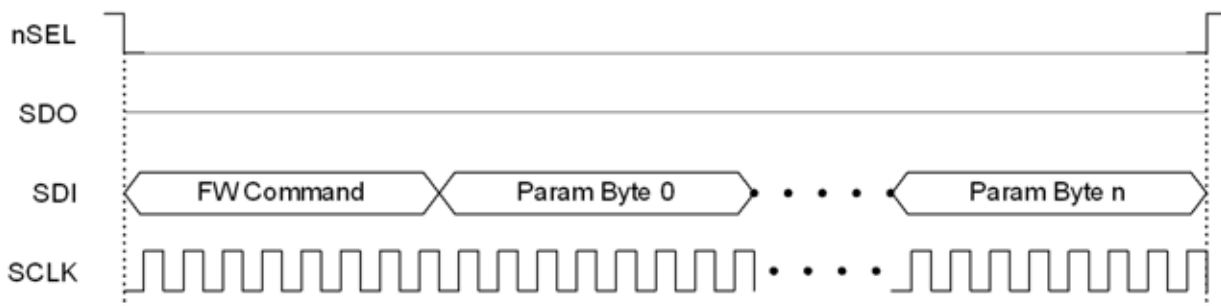 nSEL
SDO
SDI FW Command Param Byte 0 Param Byte n
SCLK